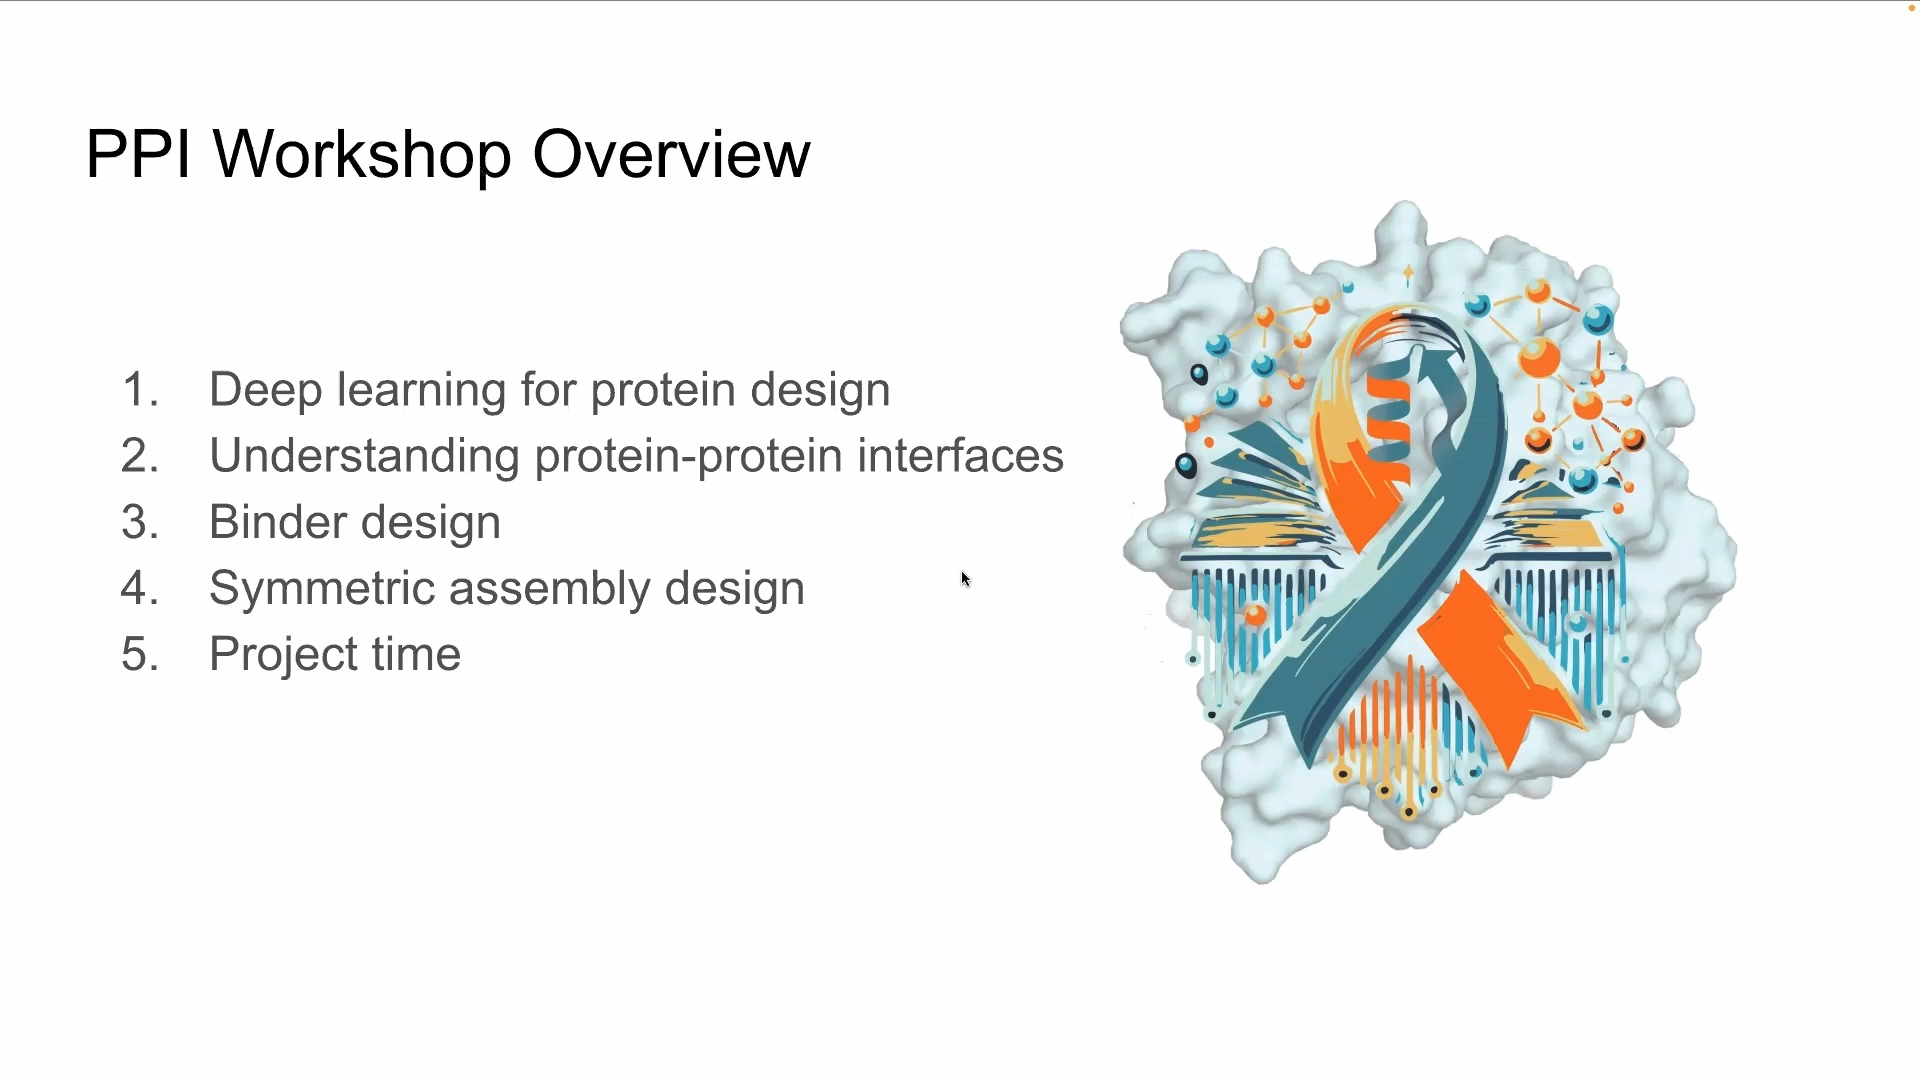 PPI Workshop Overview
1. Deep learning for protein design
2. Understanding protein-protein interfaces
3. Binder design
4. Symmetric assembly design
5. Project time